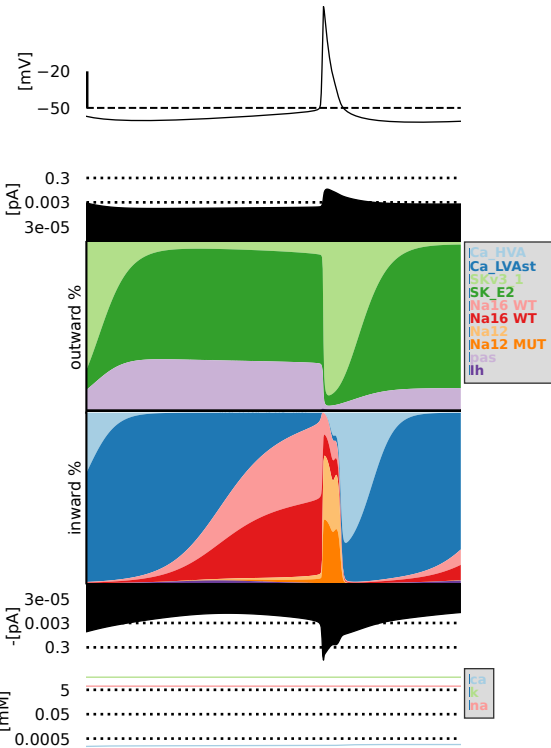 [mV]
−20
−50
[pA]
0.3
0.003
3e-05
outward %
Ca_HVA
Ca_LVAst
SKv3_1
SK_E2
Na16 WT
Na16 WT
Na12
Na12 MUT
pas
Ih
inward %
-[pA]
3e-05
0.003
0.3
[mM]
5
0.05
0.0005
ca
k
na